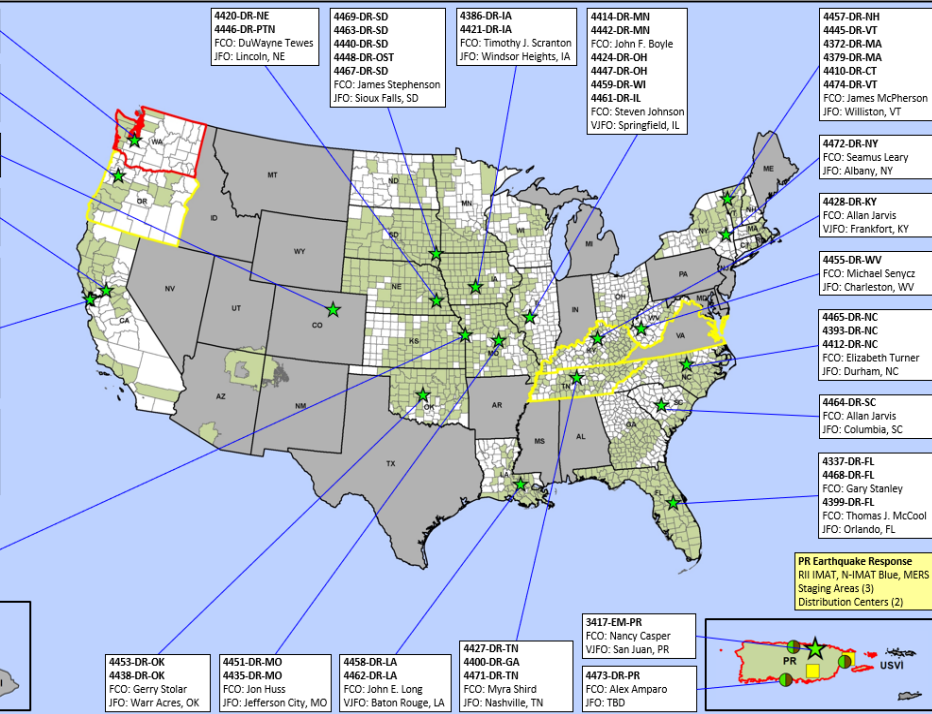 4420-DR-NE
4446-DR-PTN
FCO: DuWayne Tewes
JFO: Lincoln, NE
4469-DR-SD
4463-DR-SD
4440-DR-SD
4448-DR-OST
4467-DR-SD
FCO: James Stephenson
JFO: Sioux Falls, SD
4386-DR-IA
4421-DR-IA
FCO: Timothy J. Scranton
JFO: Windsor Heights, IA
4414-DR-MN
4442-DR-MN
FCO: John F. Boyle
4424-DR-OH
4447-DR-OH
4459-DR-WI
4461-DR-IL
FCO: Steven Johnson
VJFO: Springfield, IL
4457-DR-NH
4445-DR-VT
4372-DR-MA
4379-DR-MA
4410-DR-CT
4474-DR-VT
FCO: James McPherson
JFO: Williston, VT
4472-DR-NY
FCO: Seamus Leary
JFO: Albany, NY
4428-DR-KY
FCO: Allan Jarvis
VJFO: Frankfort, KY
4455-DR-WV
FCO: Michael Senycz
JFO: Charleston, WV
4465-DR-NC
4393-DR-NC
4412-DR-NC
FCO: Elizabeth Turner
JFO: Durham, NC
4464-DR-SC
FCO: Allan Jarvis
JFO: Columbia, SC
4337-DR-FL
4468-DR-FL
FCO: Gary Stanley
4399-DR-FL
FCO: Thomas J. McCool
JFO: Orlando, FL
PR Earthquake Response
RII IMAT, N-IMAT Blue, MERS
Staging Areas (3)
Distribution Centers (2)
WA
OR
CA
ID
NV
MT
WY
UT
CO
AZ
NM
ND
SD
NE
KS
OK
TX
MN
IA
MO
AR
LA
WI
MI
IN
OH
KY
TN
MS
AL
GA
FL
SC
NC
VA
WV
MD
PA
NJ
NY
CT
MA
VT
NH
ME
4453-DR-OK
4438-DR-OK
FCO: Gerry Stolar
JFO: Warr Acres, OK
4451-DR-MO
4435-DR-MO
FCO: Jon Huss
JFO: Jefferson City, MO
4458-DR-LA
4462-DR-LA
FCO: John E. Long
VJFO: Baton Rouge, LA
4427-DR-TN
4400-DR-GA
4471-DR-TN
FCO: Myra Shird
JFO: Nashville, TN
3417-EM-PR
FCO: Nancy Casper
VJFO: San Juan, PR
4473-DR-PR
FCO: Alex Amparo
JFO: TBD
PR
USVI